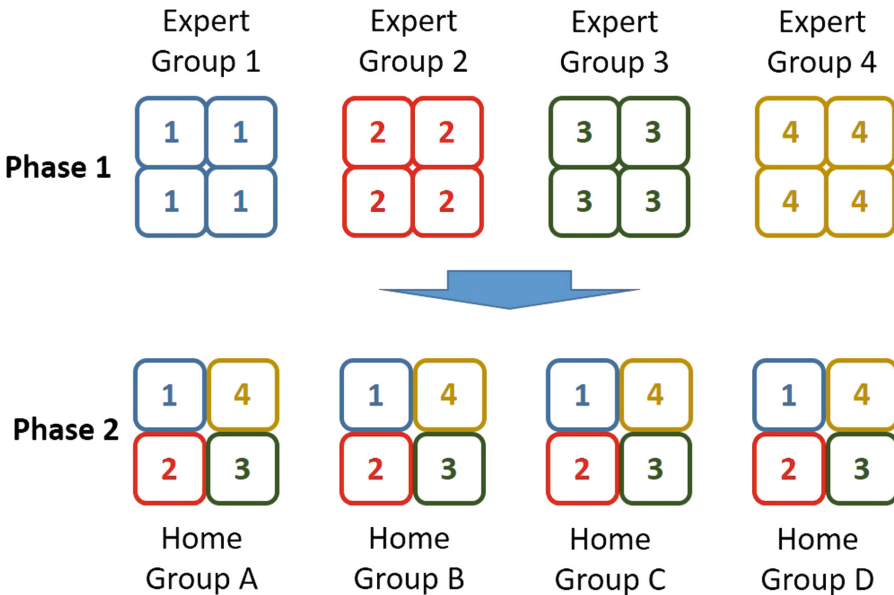 Expert Group 1
Expert Group 2
Expert Group 3
Expert Group 4
Phase 1
1 1 2 2 3 3 4 4
1 1 2 2 3 3 4 4
Phase 2
1 4 1 4 1 4 1 4
2 3 2 3 2 3 2 3
Home Group A
Home Group B
Home Group C
Home Group D